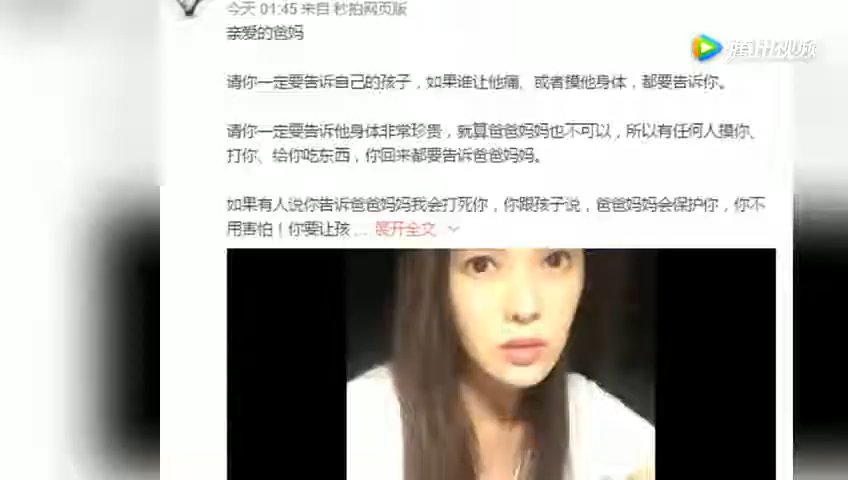 今天 01:45 来自 秒拍网页版
亲爱的爸妈
腾讯视频
请你一定要告诉自己的孩子，如果谁让他痛、或者摸他身体，都要告诉你。
请你一定要告诉他身体非常珍贵，就算爸爸妈妈也不可以，所以有任何人摸你、
打你、给你吃东西，你回来都要告诉爸爸妈妈。
如果有人说你告诉爸爸妈妈我会打死你，你跟孩子说，爸爸妈妈会保护你，你不
用害怕！你要让孩 ... 展开全文